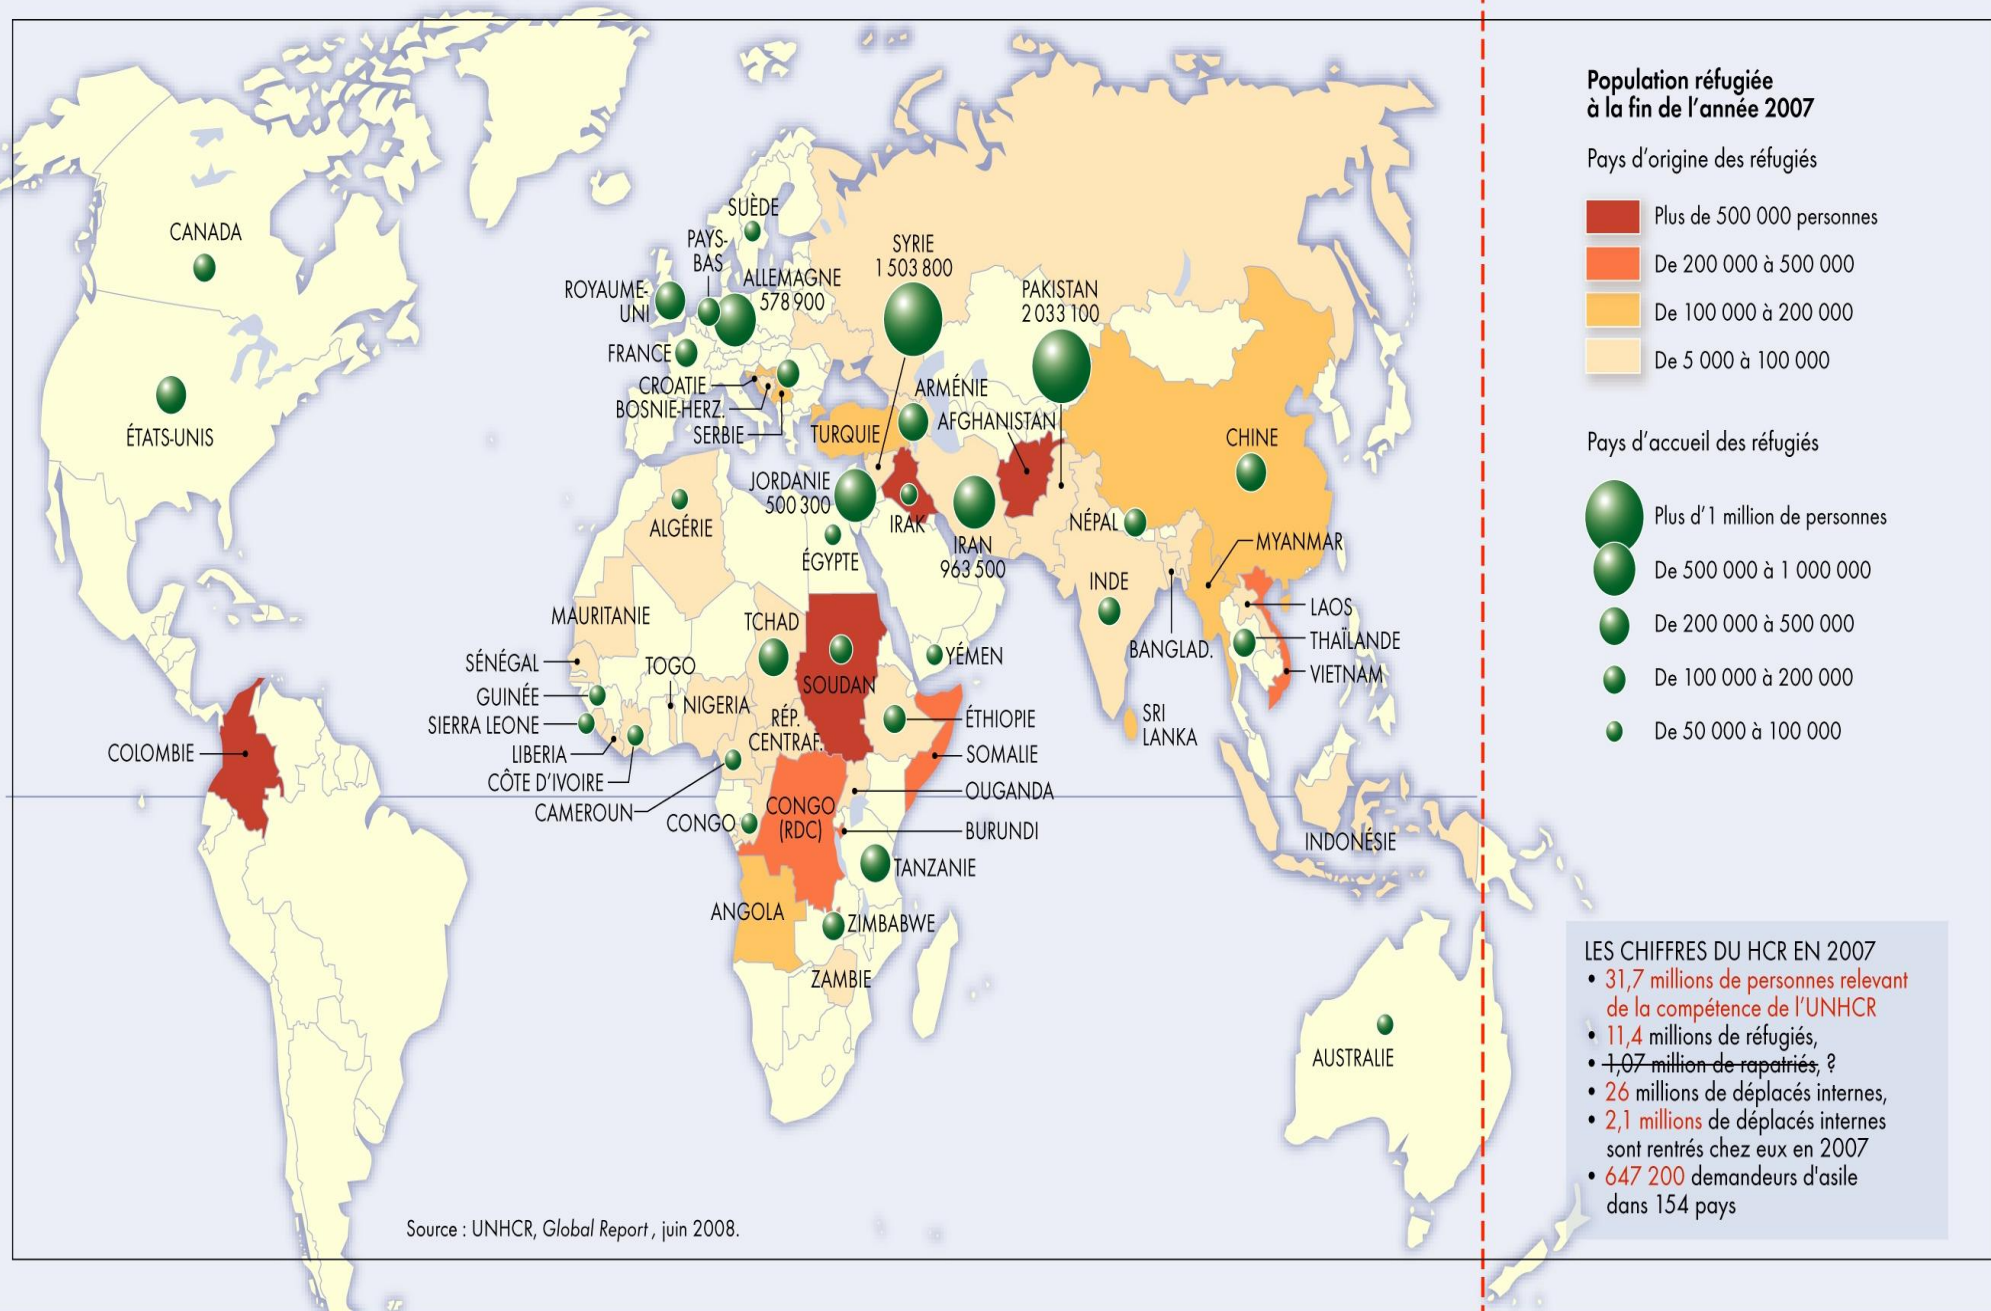 CANADA
ÉTATS-UNIS
COLOMBIE
SUÈDE
PAYS-
BAS
ROYAUME-
UNI
ALLEMAGNE
578 900
FRANCE
CROATIE
BOSNIE-HERZ.
SERBIE
SYRIE
1 503 800
PAKISTAN
2 033 100
ARMÉNIE
AFGHANISTAN
TURQUIE
CHINE
JORDANIE
500 300
IRAK
IRAN
963 500
ALGÉRIE
ÉGYPTE
NÉPAL
MYANMAR
INDE
LAOS
THAÏLANDE
VIETNAM
BANGLAD.
SRI
LANKA
MAURITANIE
TCHAD
SÉNÉGAL
TOGO
YÉMEN
SOUDAN
GUINÉE
NIGERIA
SIERRA LEONE
RÉP.
CENTRAF.
ÉTHIOPIE
LIBERIA
SOMALIE
CÔTE D'IVOIRE
OUGANDA
CAMEROUN
CONGO
CONGO
(RDC)
BURUNDI
TANZANIE
ANGOLA
ZIMBABWE
ZAMBIE
INDONÉSIE
AUSTRALIE
Source : UNHCR, Global Report , juin 2008.
Population réfugiée
à la fin de l'année 2007
Pays d'origine des réfugiés
Plus de 500 000 personnes
De 200 000 à 500 000
De 100 000 à 200 000
De 5 000 à 100 000
Pays d'accueil des réfugiés
Plus d'1 million de personnes
De 500 000 à 1 000 000
De 200 000 à 500 000
De 100 000 à 200 000
De 50 000 à 100 000
LES CHIFFRES DU HCR EN 2007
• 31,7 millions de personnes relevant
de la compétence de l'UNHCR
• 11,4 millions de réfugiés,
• 1,07 million de rapatriés, ?
• 26 millions de déplacés internes,
• 2,1 millions de déplacés internes
sont rentrés chez eux en 2007
• 647 200 demandeurs d'asile
dans 154 pays